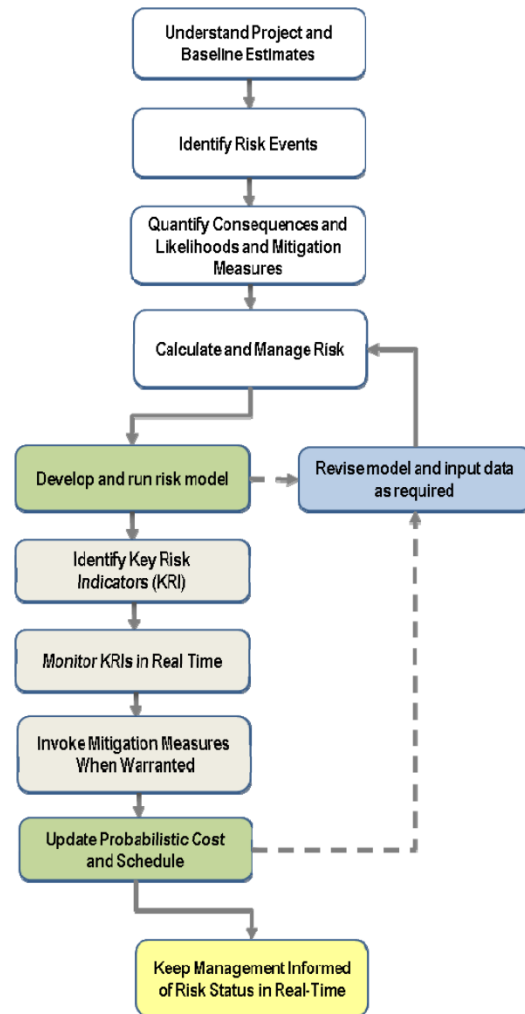 Understand Project and
Baseline Estimates
Identify Risk Events
Quantify Consequences and
Likelihoods and Mitigation
Measures
Calculate and Manage Risk
Develop and run risk model
Revise model and input data
as required
Identify Key Risk
Indicators (KRI)
Monitor KRIs in Real Time
Invoke Mitigation Measures
When Warranted
Update Probabilistic Cost
and Schedule
Keep Management Informed
of Risk Status in Real-Time